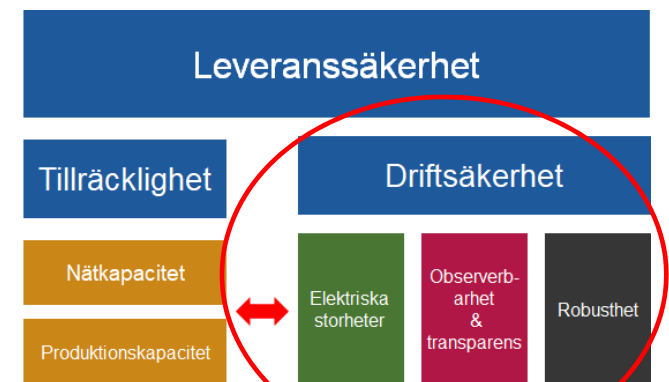 Leveranssäkerhet
Tillräcklighet
Driftsäkerhet
Nätkapacitet
Produktionskapacitet
Elektriska
storheter
Observerb-
arhet
&
transparens
Robusthet